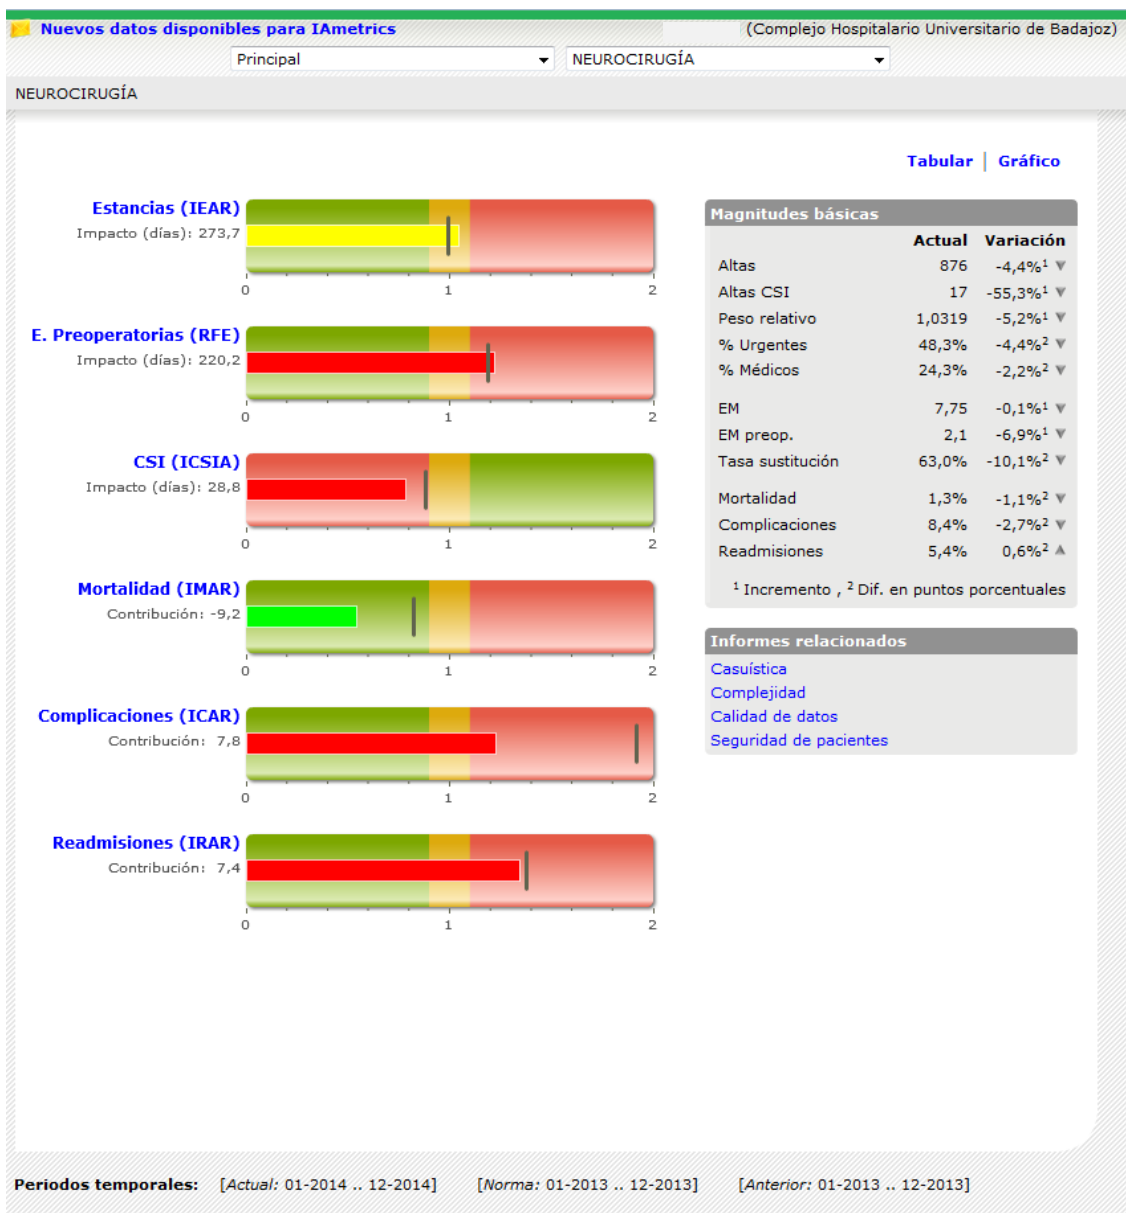 Nuevos datos disponibles para IAmetrics (Complejo Hospitalario Universitario de Badajoz)
Principal NEUROCIRUGÍA
NEUROCIRUGÍA
Tabular | Gráfico
Estancias (IEAR)
Impacto (días): 273,7
0 1 2
E. Preoperatorias (RFE)
Impacto (días): 220,2
0 1 2
CSI (ICSIA)
Impacto (días): 28,8
0 1 2
Mortalidad (IMAR)
Contribución: -9,2
0 1 2
Complicaciones (ICAR)
Contribución: 7,8
0 1 2
Readmisiones (IRAR)
Contribución: 7,4
0 1 2
Magnitudes básicas
Actual Variación
Altas 876 -4,4%¹
Altas CSI 17 -55,3%¹
Peso relativo 1,0319 -5,2%¹
% Urgentes 48,3% -4,4%²
% Médicos 24,3% -2,2%²
EM 7,75 -0,1%¹
EM preop. 2,1 -6,9%¹
Tasa sustitución 63,0% -10,1%²
Mortalidad 1,3% -1,1%²
Complicaciones 8,4% -2,7%²
Readmisiones 5,4% 0,6%²
¹ Incremento , ² Dif. en puntos porcentuales
Informes relacionados
Casuística
Complejidad
Calidad de datos
Seguridad de pacientes
Periodos temporales: [Actual: 01-2014 .. 12-2014] [Norma: 01-2013 .. 12-2013] [Anterior: 01-2013 .. 12-2013]